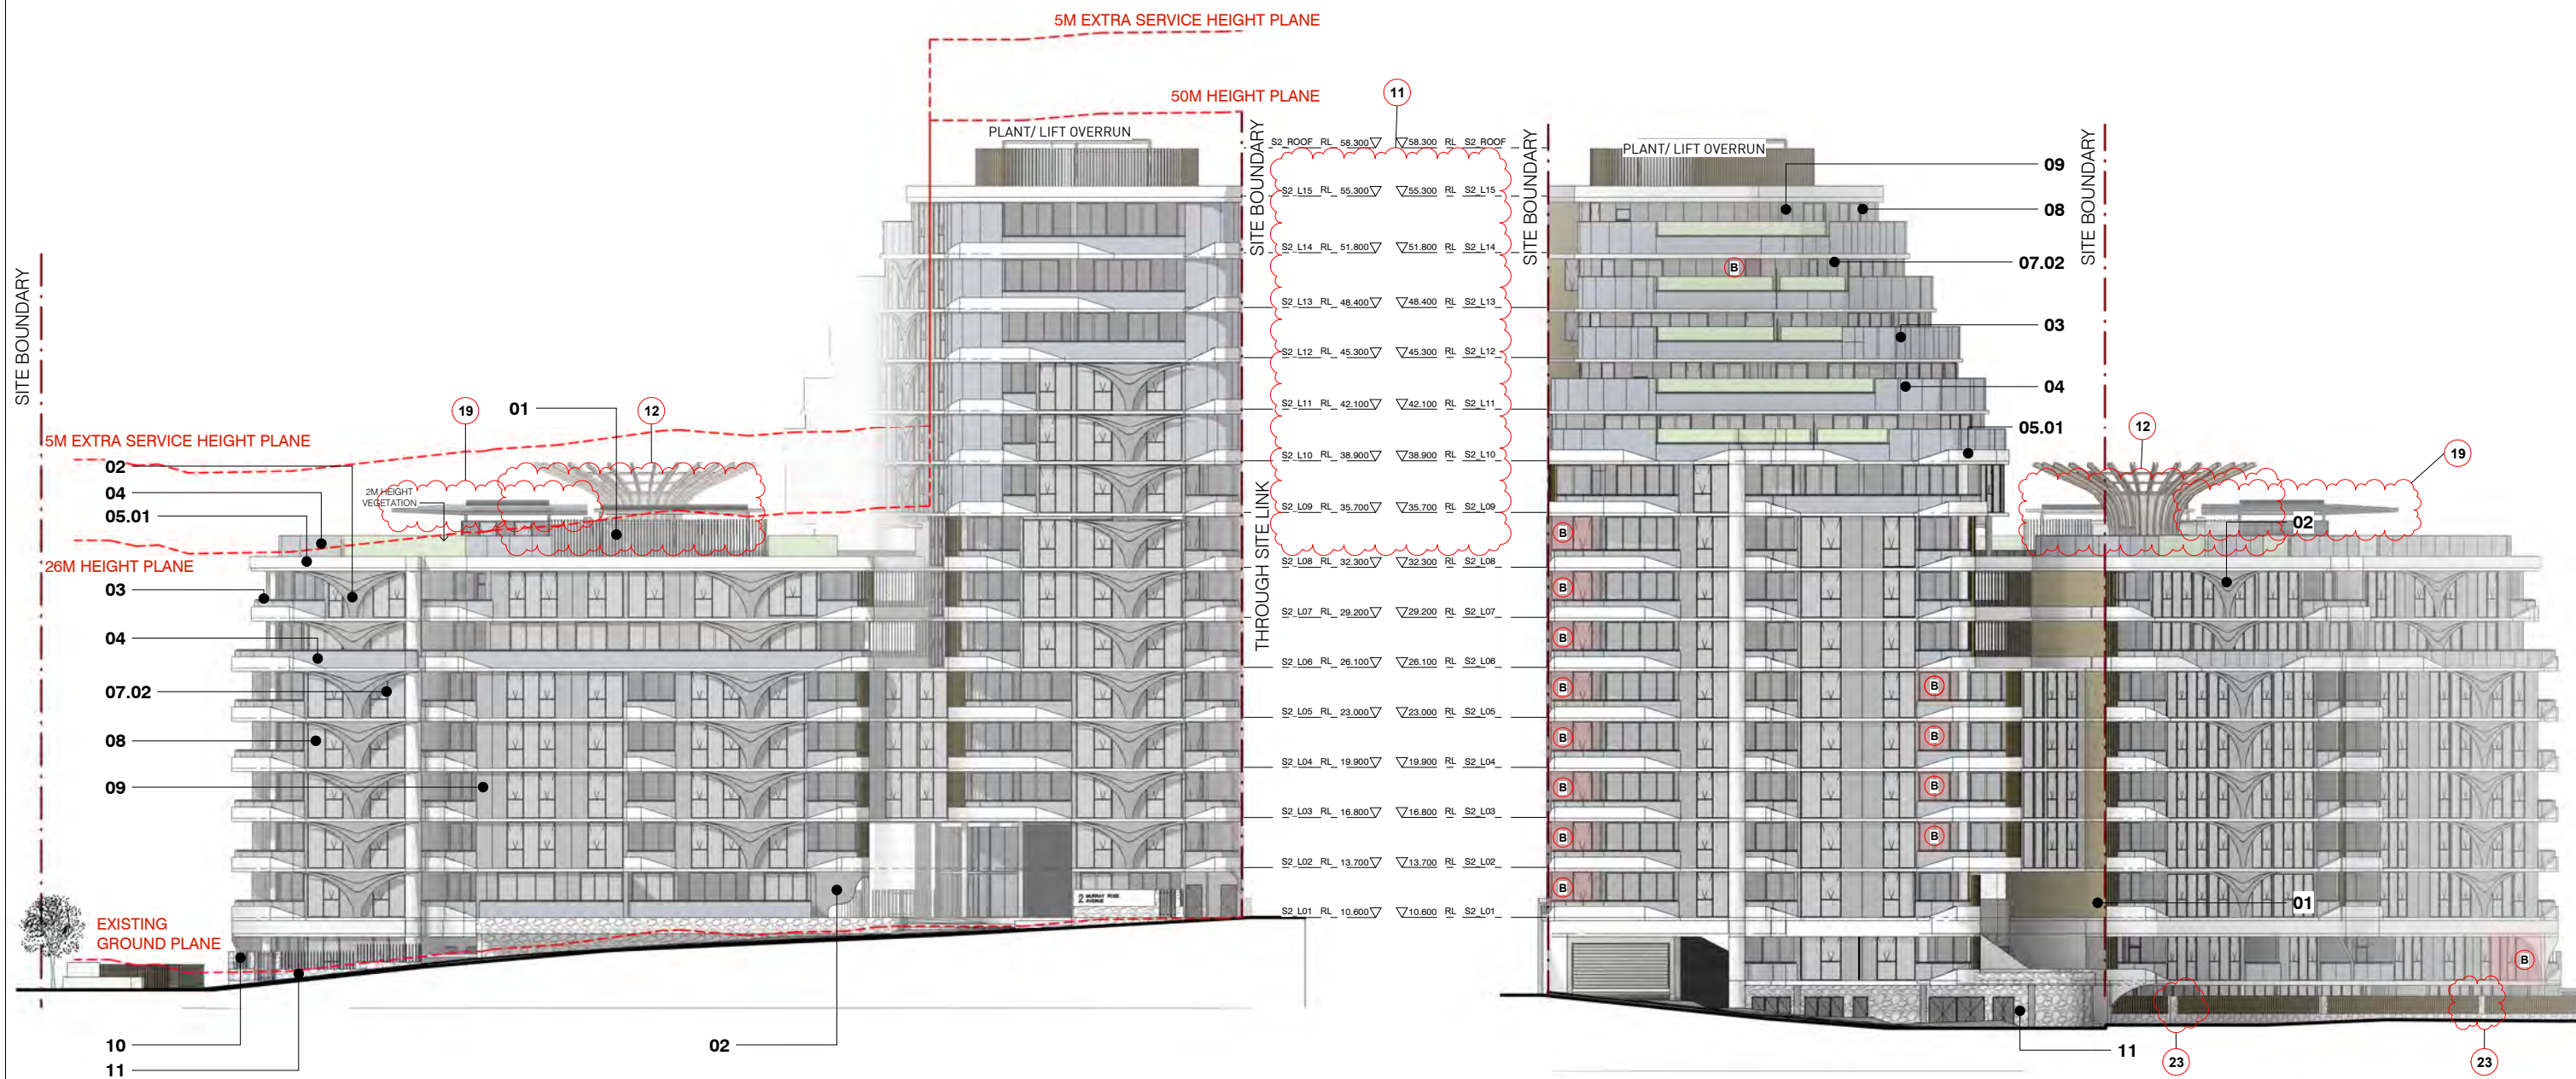 5M EXTRA SERVICE HEIGHT PLANE
50M HEIGHT PLANE
11
PLANT/ LIFT OVERRUN
SITE BOUNDARY
S2_ROOF RL 58.300 58.300 RL S2_ROOF
SITE BOUNDARY
PLANT/ LIFT OVERRUN
SITE BOUNDARY
09
S2_L15 RL 55.300 55.300 RL S2_L15
08
S2_L14 RL 51.800 51.800 RL S2_L14
07.02
B
SITE BOUNDARY
S2_L13 RL 48.400 48.400 RL S2_L13
03
S2_L12 RL 45.300 45.300 RL S2_L12
04
19
01
12
S2_L11 RL 42.100 42.100 RL S2_L11
05.01
12
19
5M EXTRA SERVICE HEIGHT PLANE
S2_L10 RL 38.900 38.900 RL S2_L10
02
04
2M HEIGHT
VEGETATION
05.01
S2_L09 RL 35.700 35.700 RL S2_L09
02
B
THROUGH SITE LINK
26M HEIGHT PLANE
S2_L08 RL 32.300 32.300 RL S2_L08
03
B
S2_L07 RL 29.200 29.200 RL S2_L07
04
B
S2_L06 RL 26.100 26.100 RL S2_L06
07.02
B
B
S2_L05 RL 23.000 23.000 RL S2_L05
08
B
B
S2_L04 RL 19.900 19.900 RL S2_L04
09
B
B
S2_L03 RL 16.800 16.800 RL S2_L03
B
B
S2_L02 RL 13.700 13.700 RL S2_L02
B
2 MURRAY ROSE
AVENUE
01
S2_L01 RL 10.600 10.600 RL S2_L01
EXISTING
GROUND PLANE
B
10
02
11
11
23
23